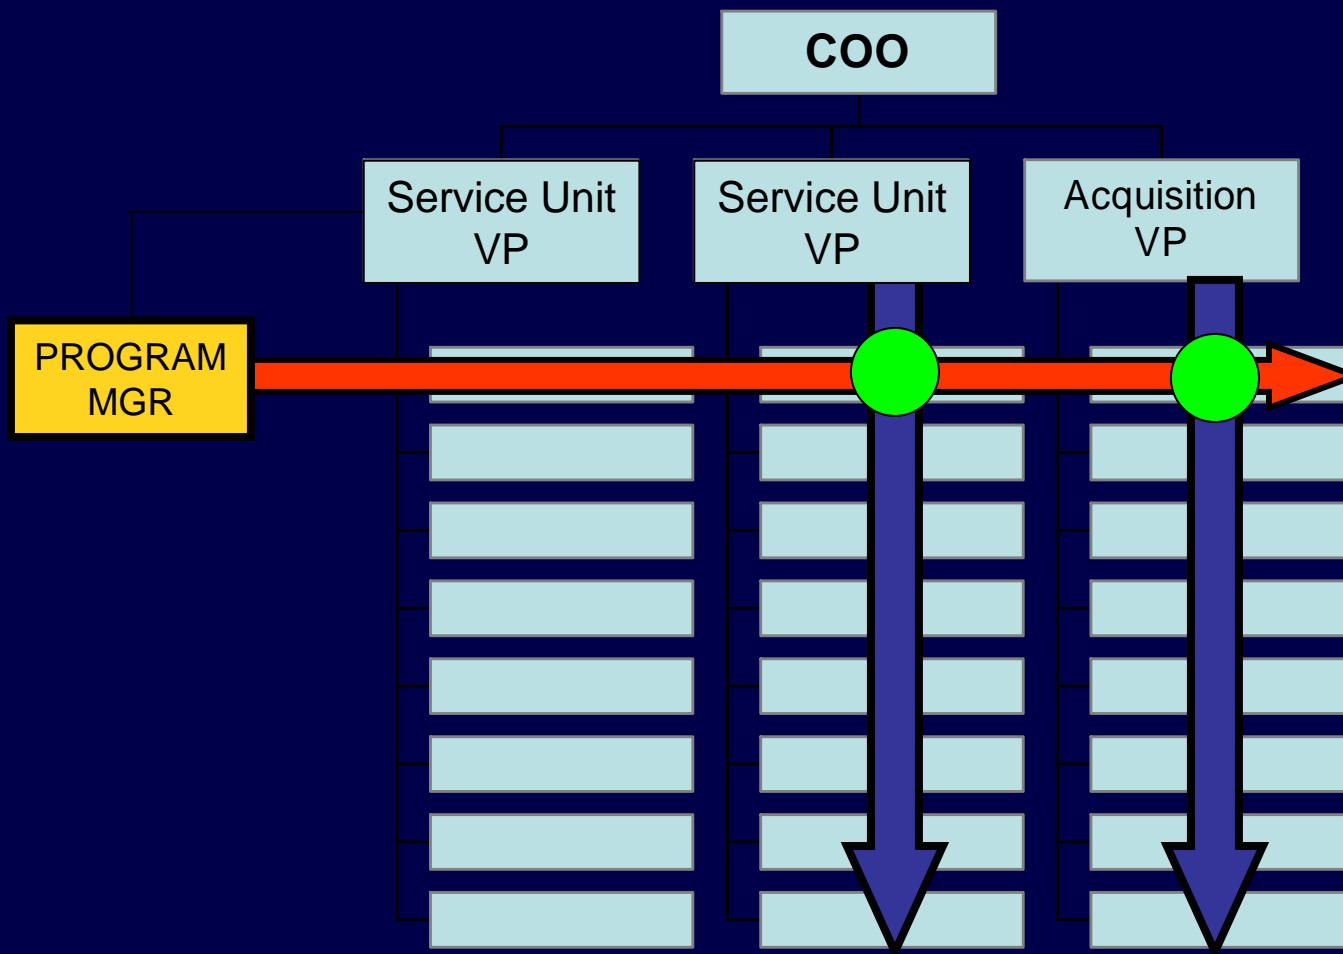 COO
Service Unit
VP
Service Unit
VP
Acquisition
VP
PROGRAM
MGR